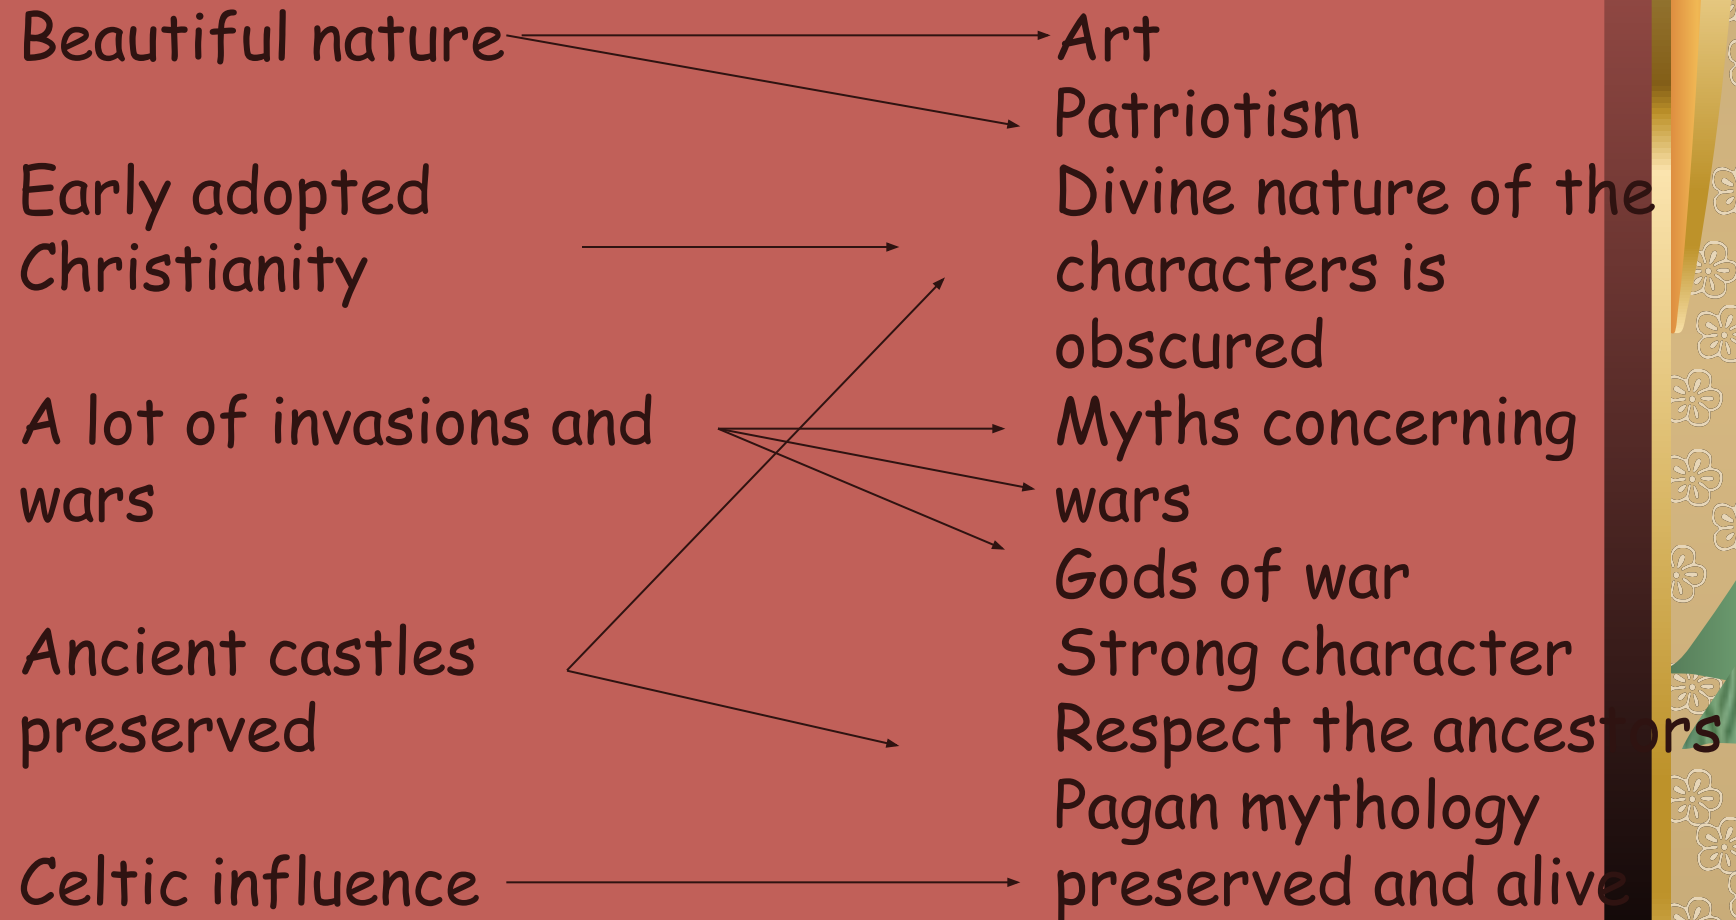 Beautiful nature
Early adopted
Christianity
A lot of invasions and
wars
Ancient castles
preserved
Celtic influence
Art
Patriotism
Divine nature of the
characters is
obscured
Myths concerning
wars
Gods of war
Strong character
Respect the ancestors
Pagan mythology
preserved and alive